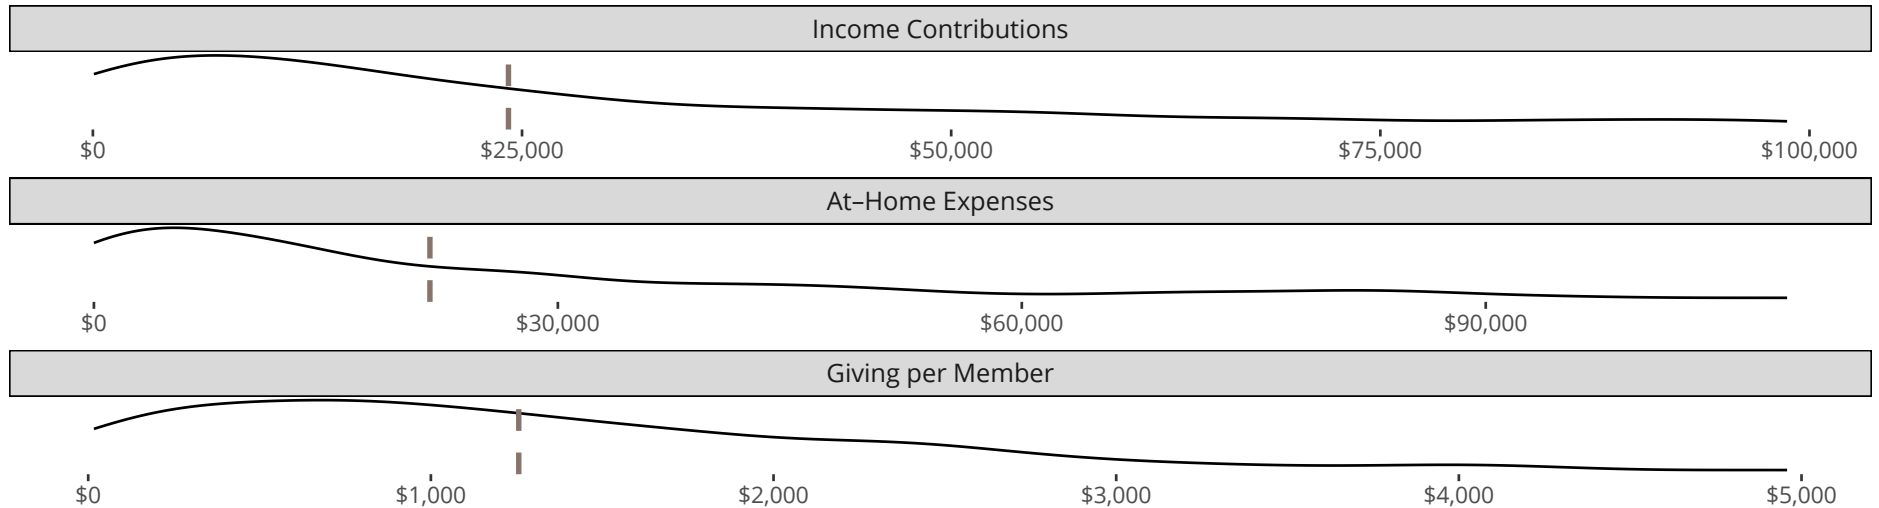 Income Contributions
$0 $25,000 $50,000 $75,000 $100,000
At–Home Expenses
$0 $30,000 $60,000 $90,000
Giving per Member
$0 $1,000 $2,000 $3,000 $4,000 $5,000